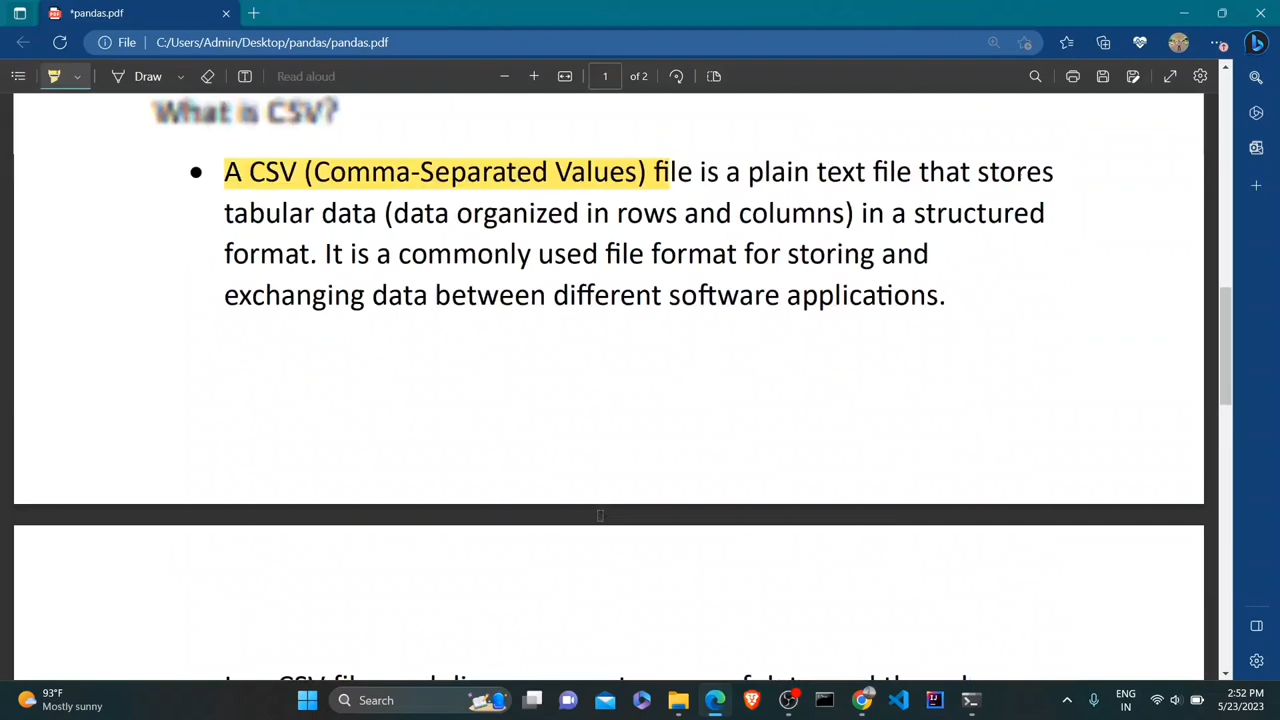 *pandas.pdf
File
C:/Users/Admin/Desktop/pandas/pandas.pdf
Draw
Read aloud
1
of 2
What is CSV?
• A CSV (Comma-Separated Values) file is a plain text file that stores
tabular data (data organized in rows and columns) in a structured
format. It is a commonly used file format for storing and
exchanging data between different software applications.
93°F
Mostly sunny
Search
ENG
IN
2:52 PM
5/23/2023